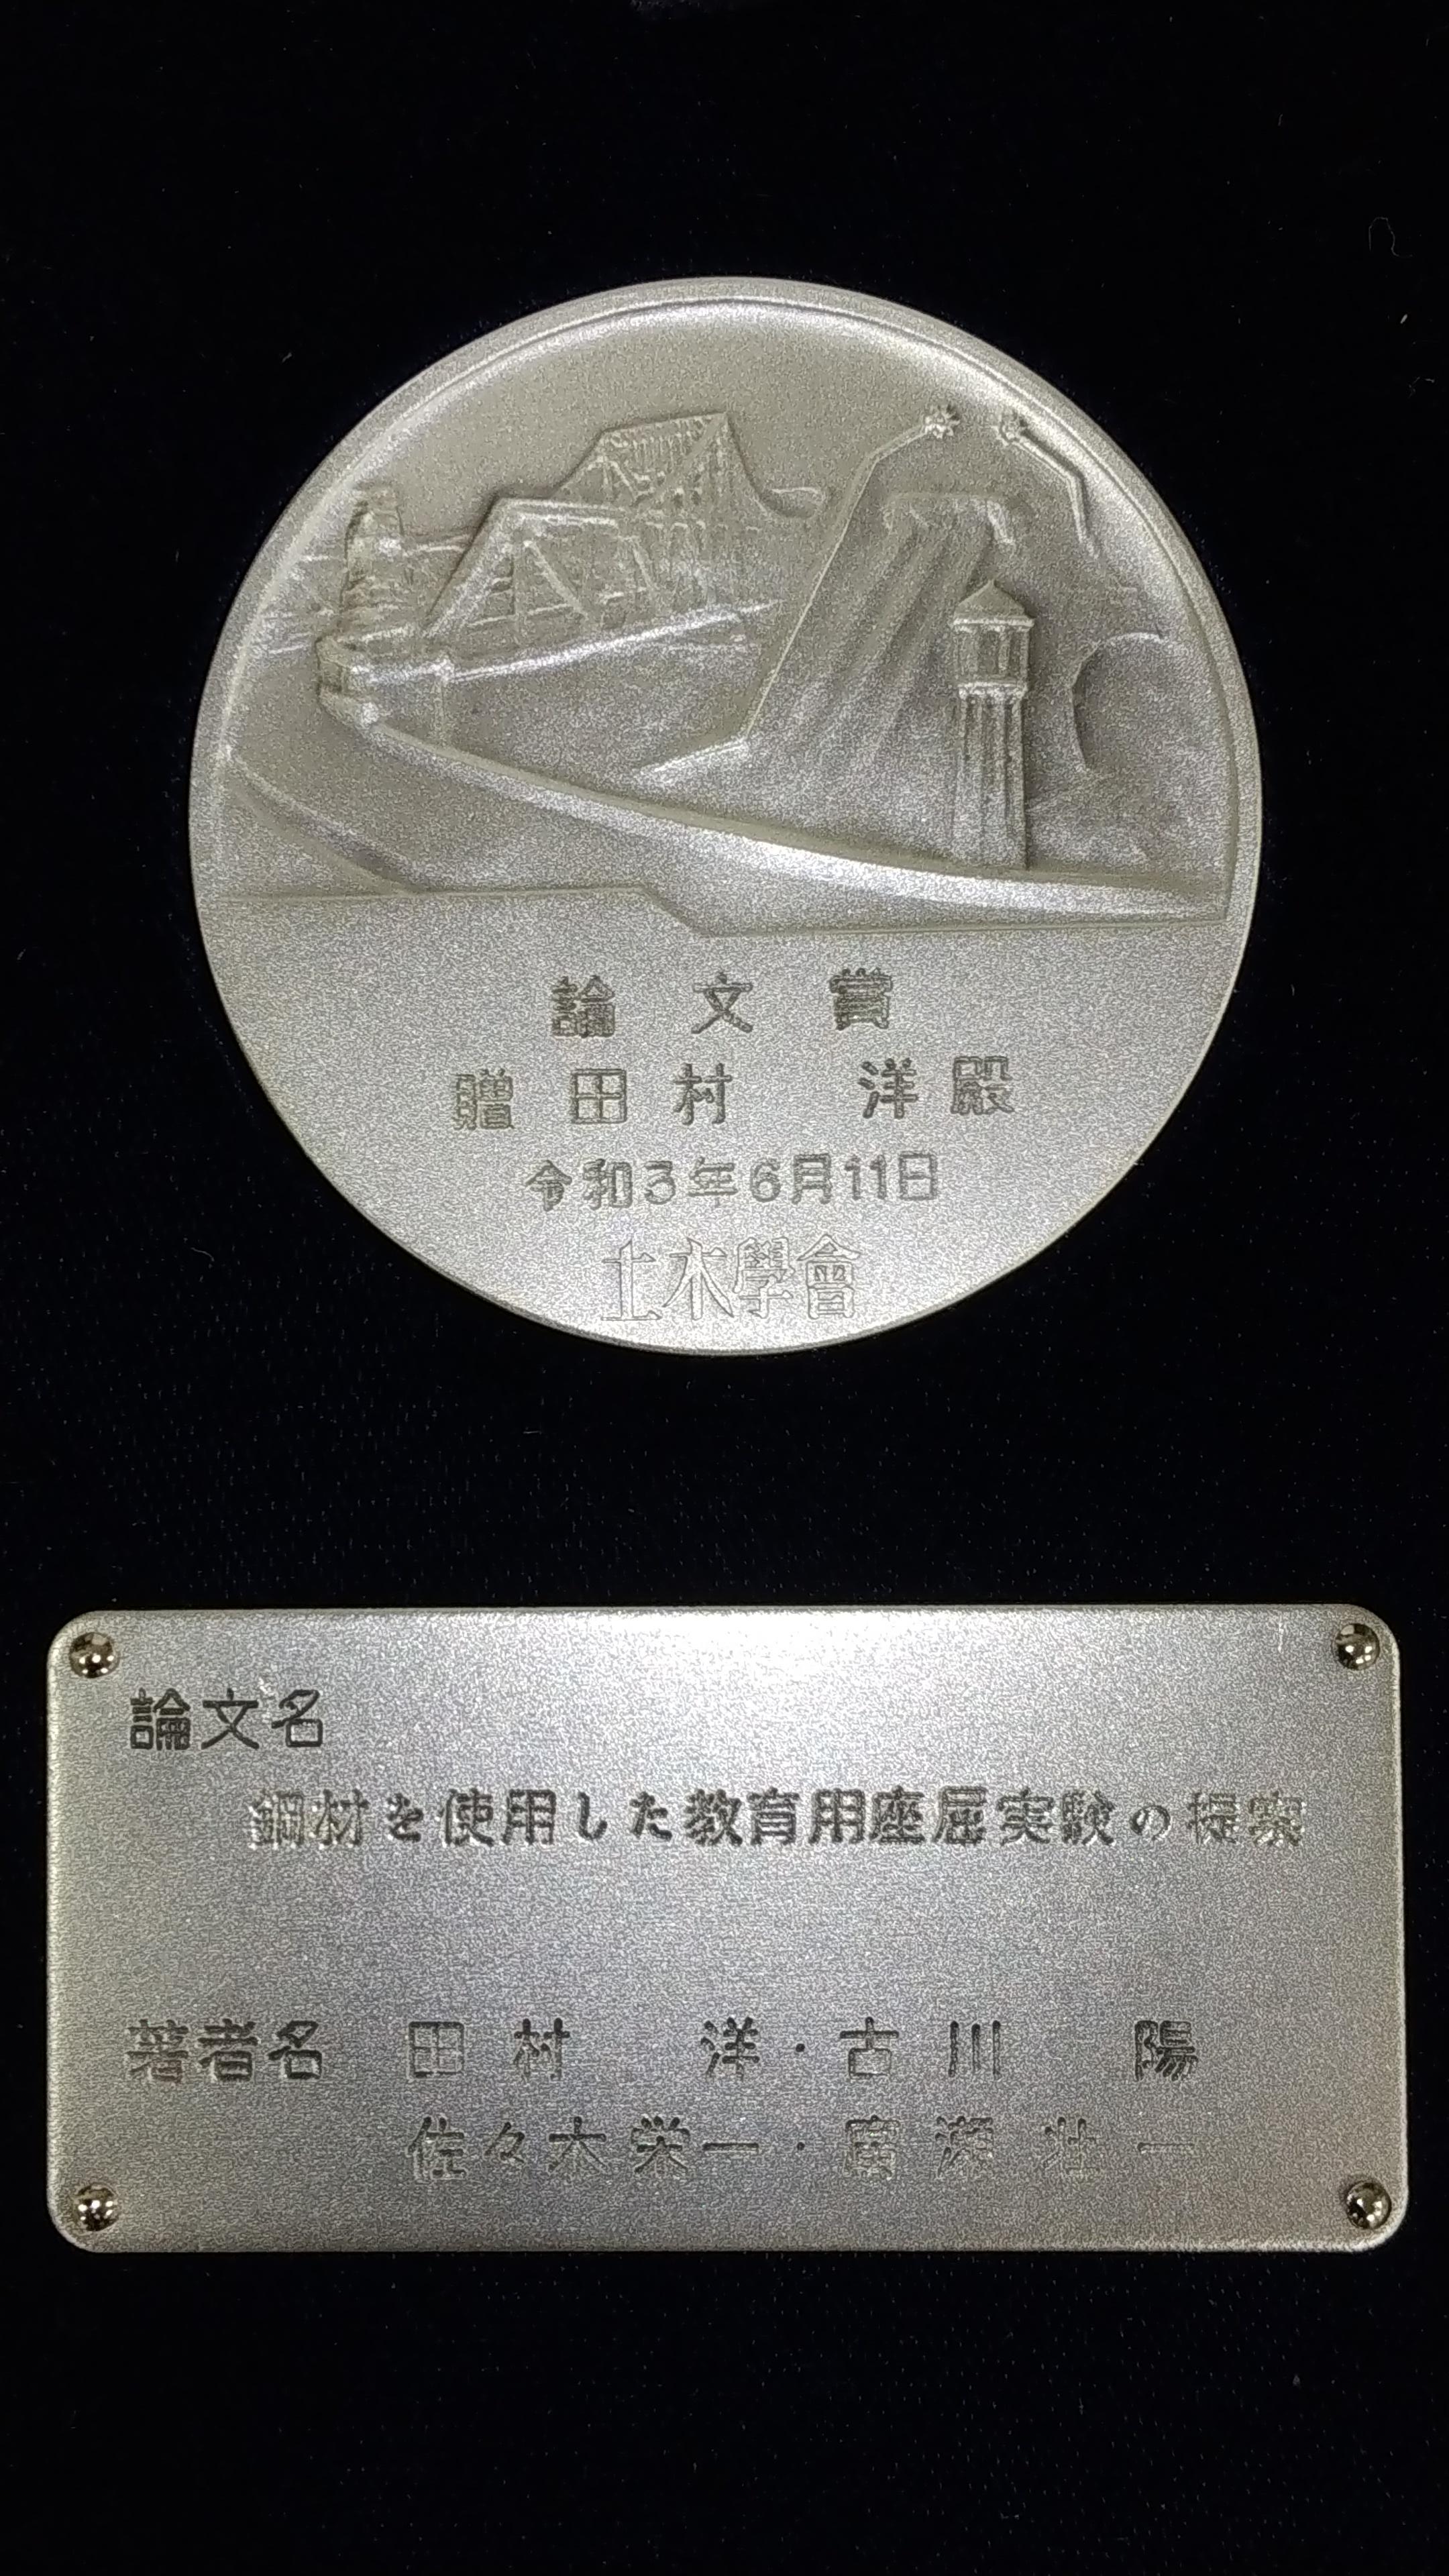 論文賞
贈 田村 洋殿
令和3年6月11日
土木學會
論文名
鋼材を使用した教育用座屈実験の提案
著者名 田村 洋・古川 陽
佐々木栄一・廣瀬壮一